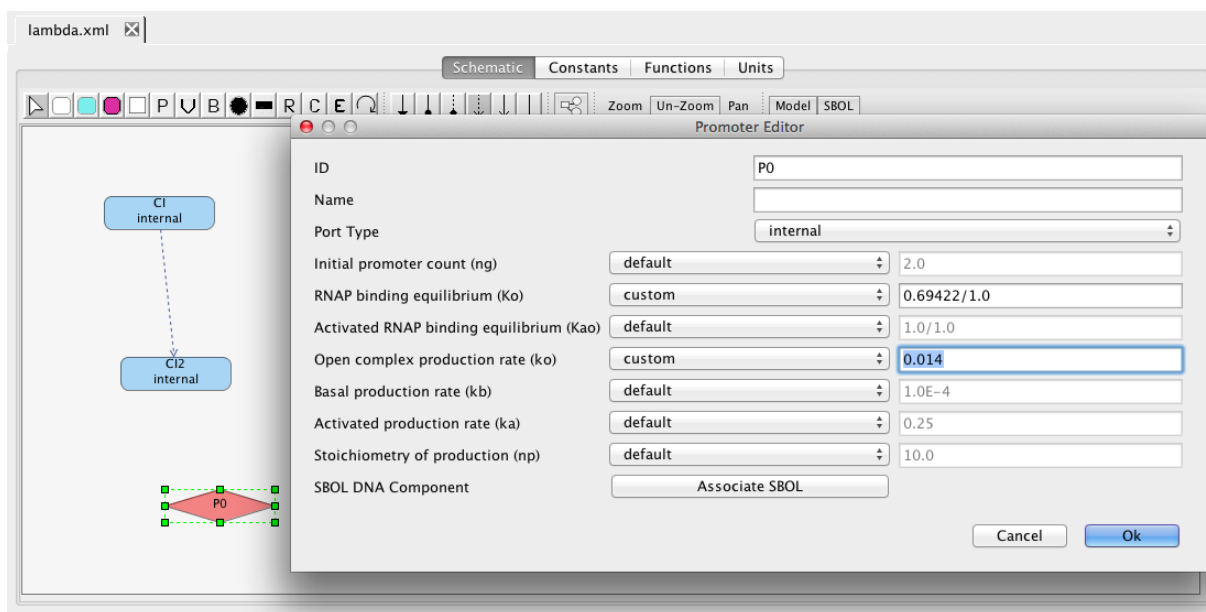 lambda.xml
Schematic Constants Functions Units
P B R C E Zoom Un-Zoom Pan Model SBOL
Promoter Editor
CI
internal
CI2
internal
P0
ID P0
Name
Port Type internal
Initial promoter count (ng) default 2.0
RNAP binding equilibrium (Ko) custom 0.69422/1.0
Activated RNAP binding equilibrium (Kao) default 1.0/1.0
Open complex production rate (ko) custom 0.014
Basal production rate (kb) default 1.0E-4
Activated production rate (ka) default 0.25
Stoichiometry of production (np) default 10.0
SBOL DNA Component Associate SBOL
Cancel Ok